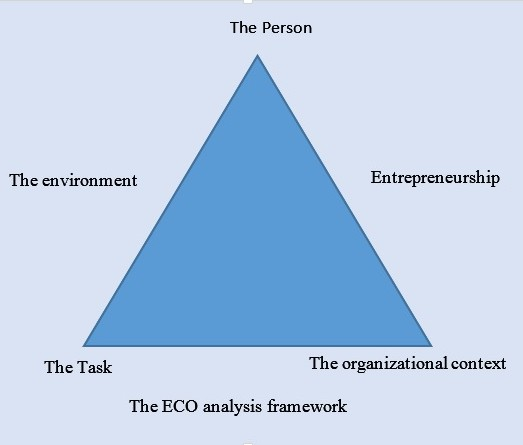 The Person
The environment
Entrepreneurship
The Task
The organizational context
The ECO analysis framework